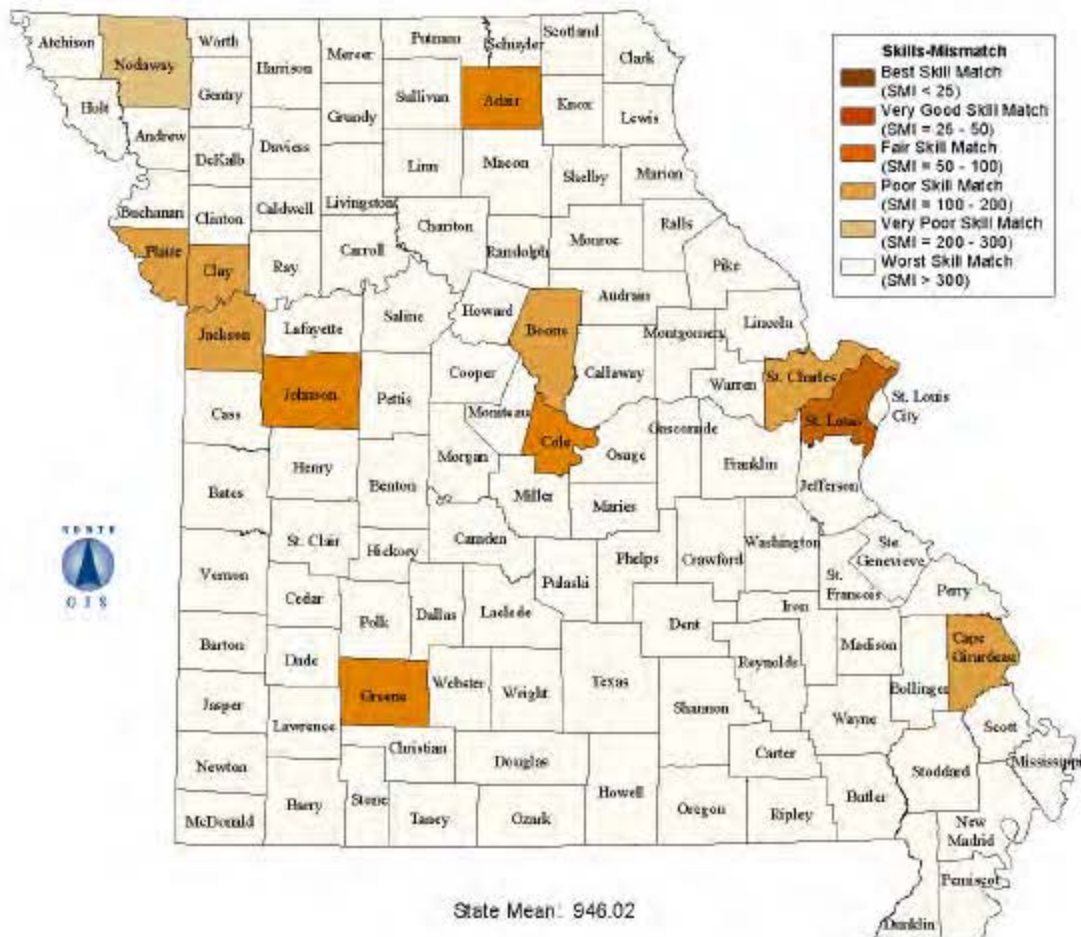 Atchison
Nodaway
Worth
Harrison
Mercer
Putnam
Schuyler
Scotland
Clark
Skills-Mismatch
Best Skill Match
(SMI < 25)
Very Good Skill Match
(SMI = 25 - 50)
Fair Skill Match
(SMI = 50 - 100)
Poor Skill Match
(SMI = 100 - 200)
Very Poor Skill Match
(SMI = 200 - 300)
Worst Skill Match
(SMI > 300)
Holt
Gentry
Sullivan
Adair
Knox
Lewis
Andrew
DeKalb
Daviess
Grundy
Linn
Macon
Shelby
Marion
Buchanan
Clinton
Caldwell
Livingston
Chariton
Randolph
Monroe
Ralls
Platte
Clay
Ray
Carroll
Pike
Jackson
Lafayette
Saline
Howard
Boone
Audrain
Montgomery
Lincoln
Johnson
Pettis
Cooper
Callaway
Warren
St. Charles
St. Louis
St. Louis
City
Cass
Moniteau
Cole
Osage
Gasconade
Franklin
Jefferson
Bates
Henry
Benton
Morgan
Miller
Maries
NORTH
GIS
St. Clair
Hickory
Camden
Pulaski
Phelps
Crawford
Washington
Ste.
Genevieve
St.
Francois
Perry
Vernon
Cedar
Polk
Dallas
Laclede
Dent
Iron
Madison
Cape
Girardeau
Barton
Dade
Greene
Webster
Wright
Texas
Reynolds
Bollinger
Jasper
Lawrence
Christian
Douglas
Shannon
Wayne
Scott
Carter
Mississippi
Newton
Barry
Stone
Taney
Ozark
Howell
Oregon
Ripley
Butler
Stoddard
McDonald
New
Madrid
Pemiscot
Dunklin
State Mean: 946.02